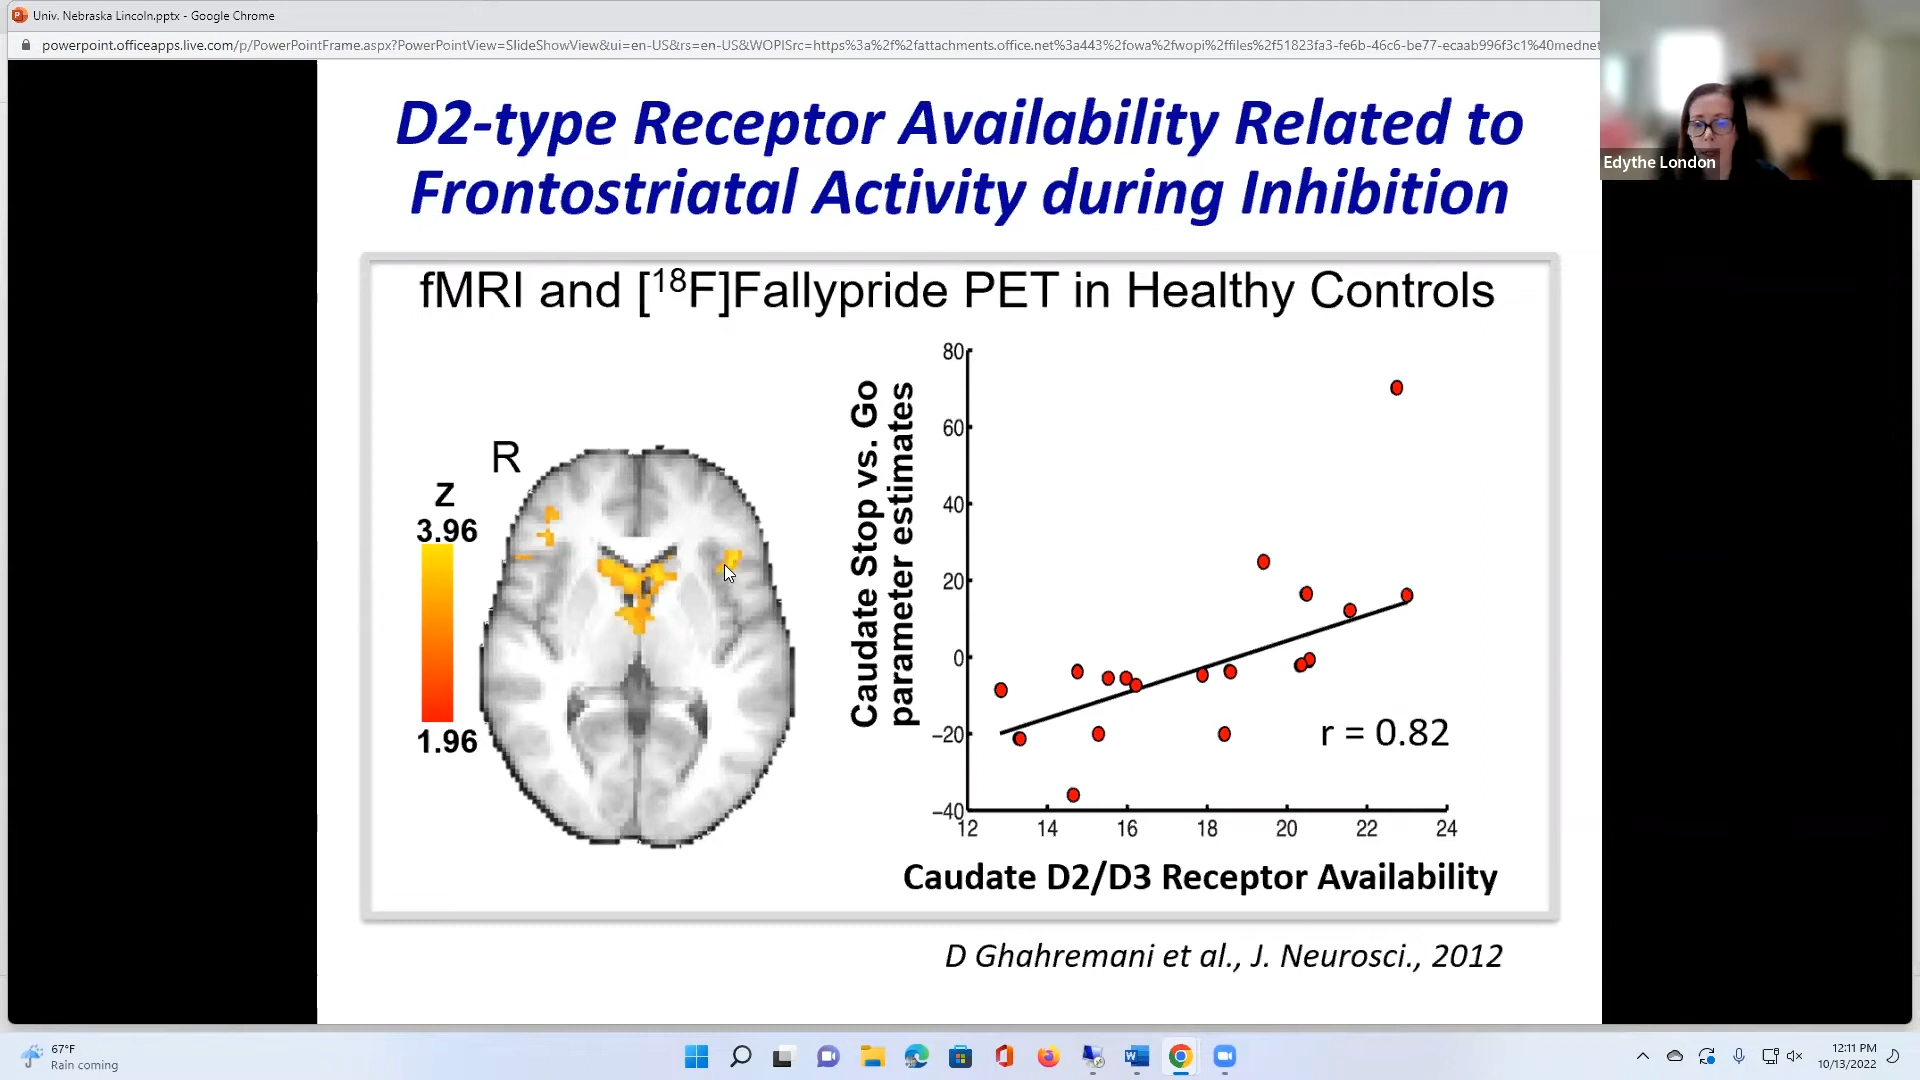 Univ. Nebraska Lincoln.pptx - Google Chrome
powerpoint.officeapps.live.com/p/PowerPointFrame.aspx?PowerPointView=SlideShowView&ui=en-US&rs=en-US&WOPISrc=https%3a%2f%2fattachments.office.net%3a443%2fowa%2fwopi%2ffiles%2f51823fa3-fe6b-46c6-be77-ecaab996f3c1%40mednet
Edythe London
D2-type Receptor Availability Related to
Frontostriatal Activity during Inhibition
fMRI and [18F]Fallypride PET in Healthy Controls
R
Z
3.96
1.96
Caudate Stop vs. Go
parameter estimates
80
60
40
20
0
−20
−40
r = 0.82
12 14 16 18 20 22 24
Caudate D2/D3 Receptor Availability
D Ghahremani et al., J. Neurosci., 2012
67°F
Rain coming
12:11 PM
10/13/2022